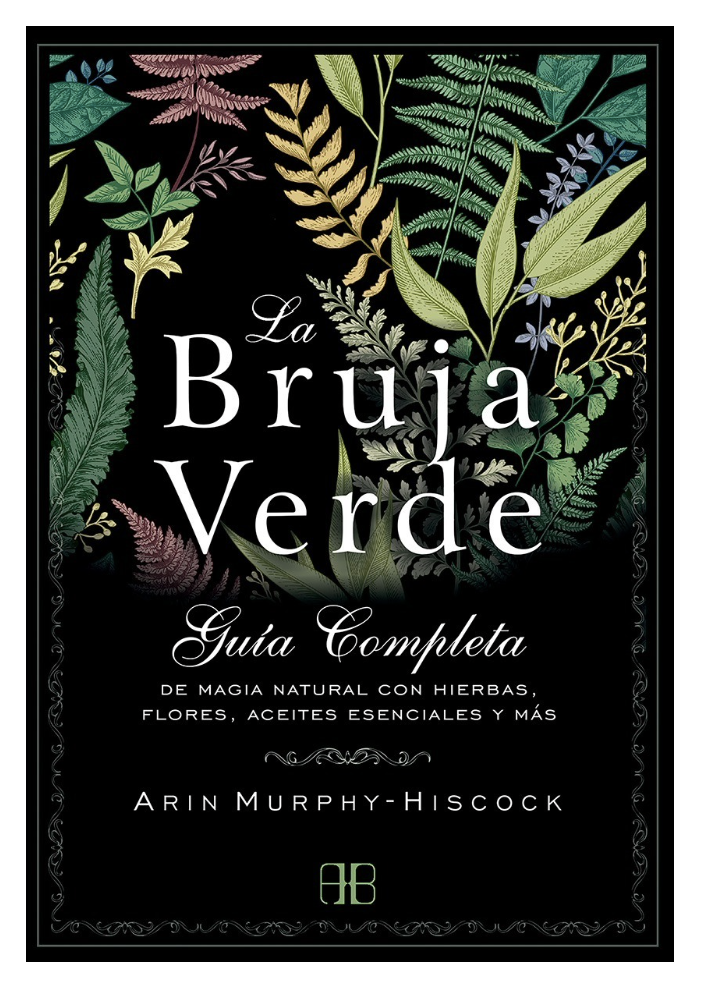 La
Bruja
Verde
Guía Completa
DE MAGIA NATURAL CON HIERBAS,
FLORES, ACEITES ESENCIALES Y MÁS
ARIN MURPHY-HISCOCK
AB